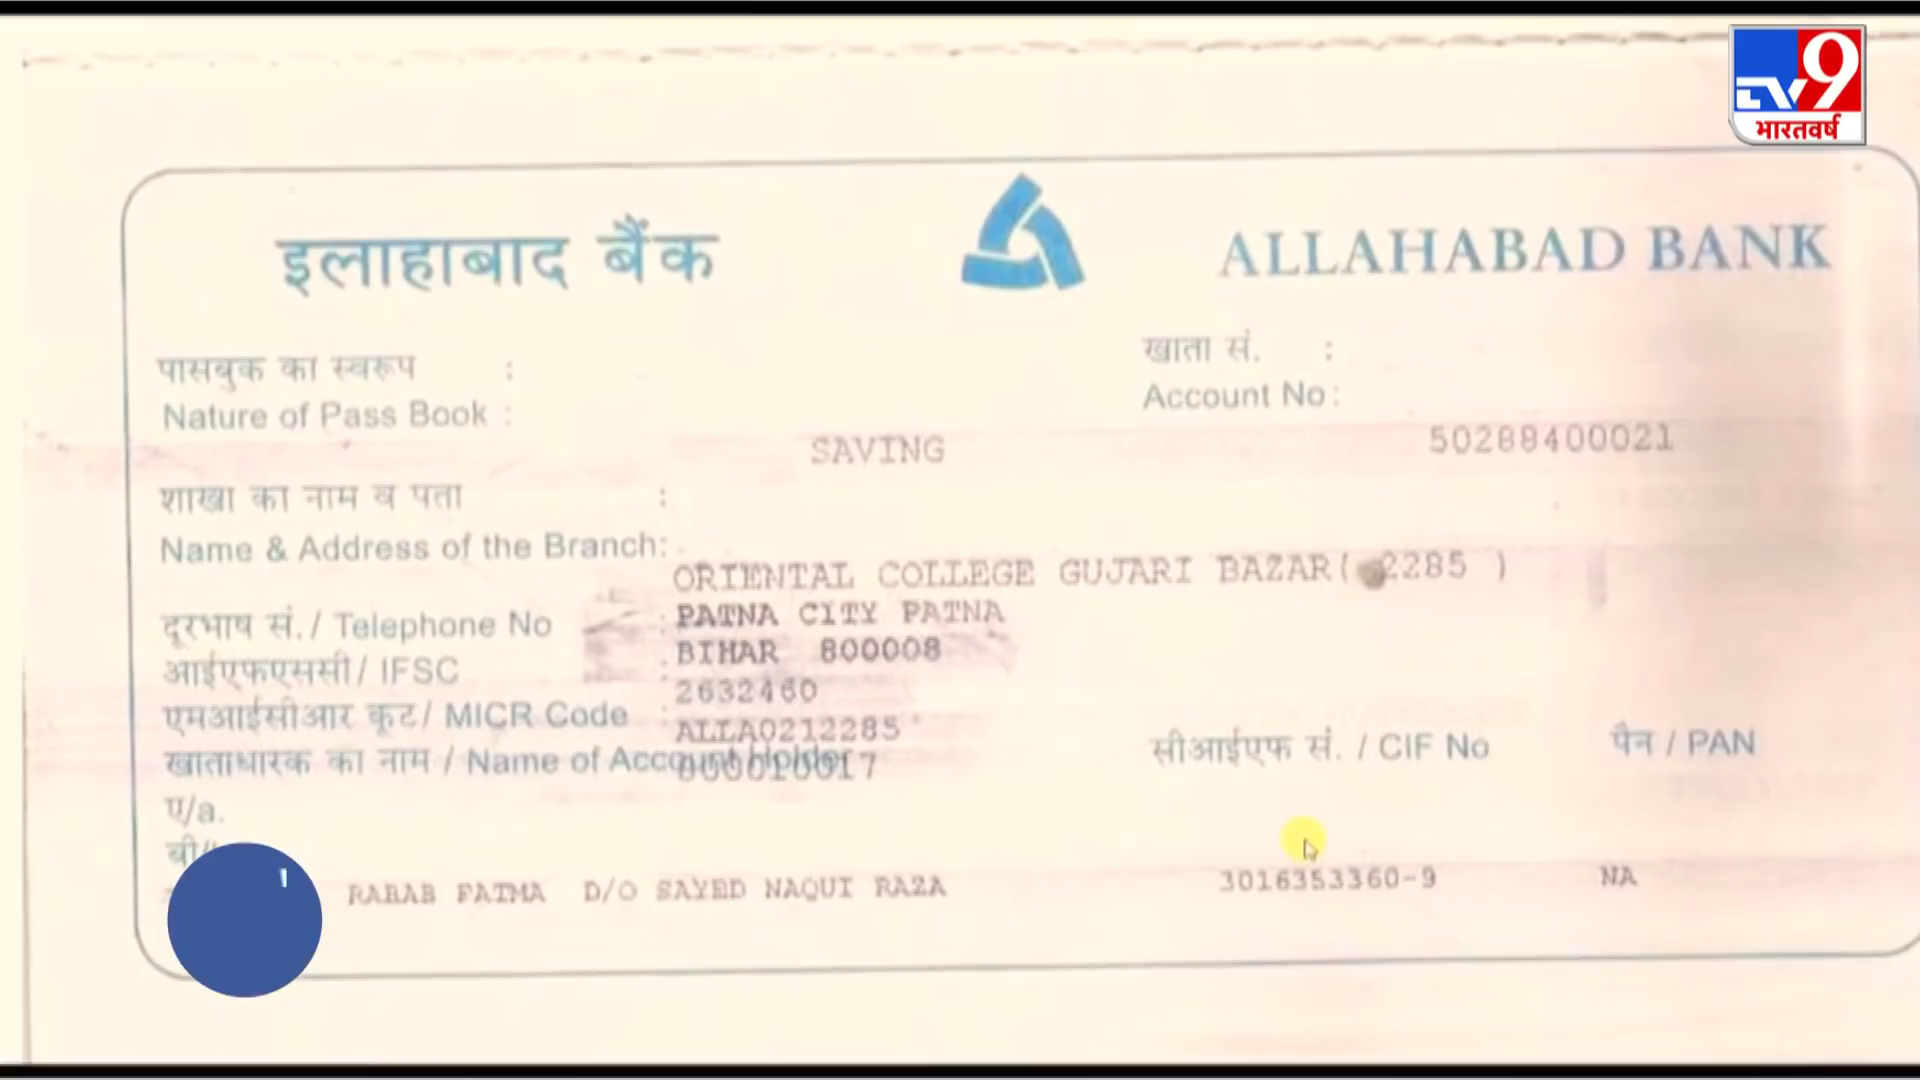 TV9
भारतवर्ष
इलाहाबाद बैंक ALLAHABAD BANK
पासबुक का स्वरूप : खाता सं. :
Nature of Pass Book : Account No :
SAVING 50288400021
शाखा का नाम व पता :
Name & Address of the Branch:
ORIENTAL COLLEGE GUJARI BAZAR( 2285 )
दूरभाष सं. / Telephone No : PATNA CITY PATNA
आईएफएससी / IFSC : BIHAR 800008
2632460
एमआईसीआर कूट / MICR Code : ALLA0212285
खाताधारक का नाम / Name of Account Holder 800010017 सीआईएफ सं. / CIF No पैन / PAN
ए/a.
बी/
RABAB FATMA D/O SAYED NAQUI RAZA 3016353360-9 NA